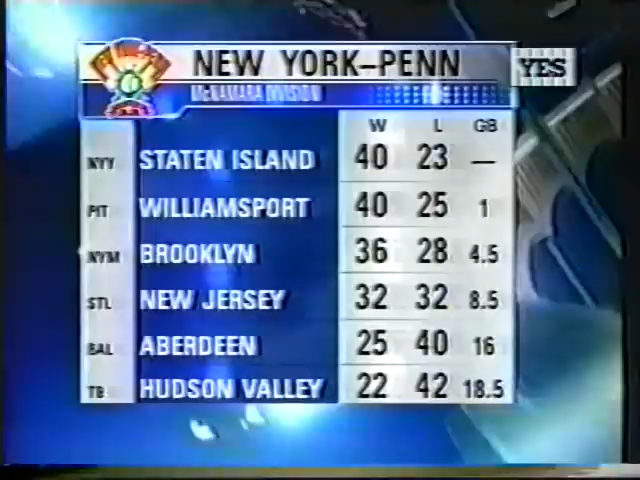 NEW YORK–PENN
YES
McNAMARA DIVISION
W L GB
NYY STATEN ISLAND 40 23 —
PIT WILLIAMSPORT 40 25 1
NYM BROOKLYN 36 28 4.5
STL NEW JERSEY 32 32 8.5
BAL ABERDEEN 25 40 16
TB HUDSON VALLEY 22 42 18.5